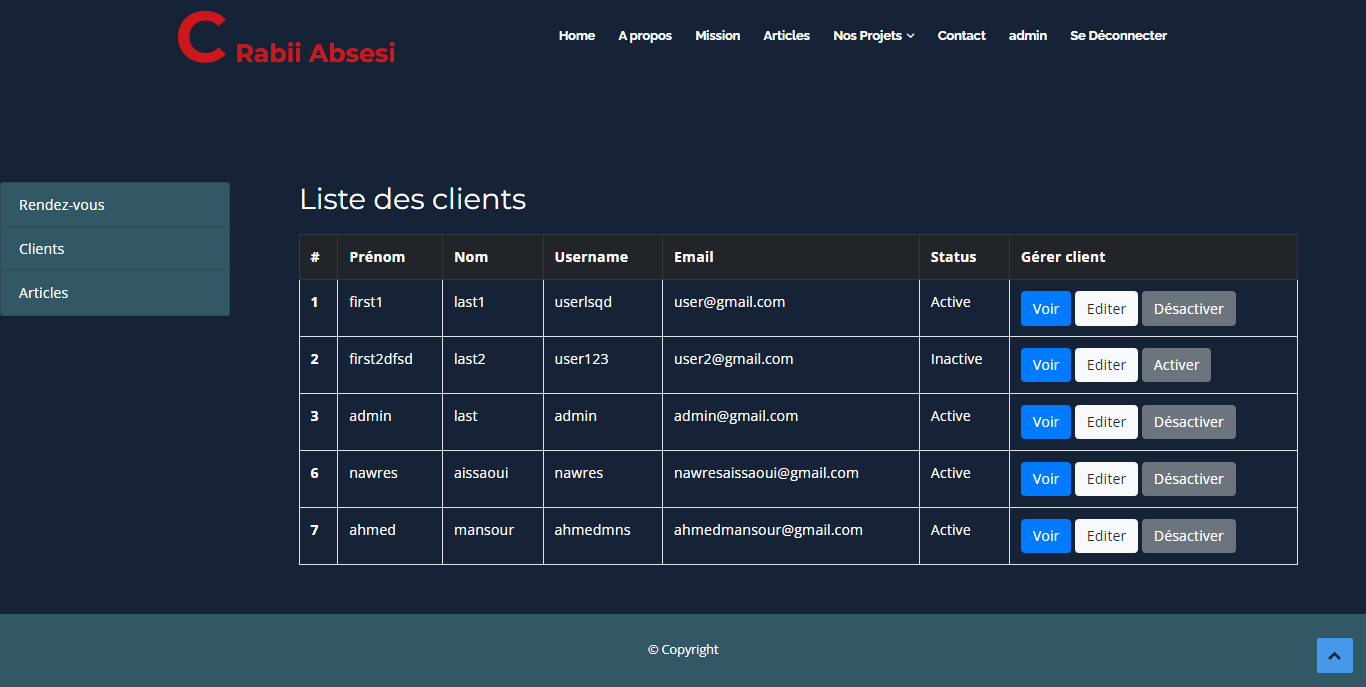 C Rabii Absesi
Home A propos Mission Articles Nos Projets Contact admin Se Déconnecter
Rendez-vous
Clients
Articles
Liste des clients
# Prénom Nom Username Email Status Gérer client
1 first1 last1 userlsqd user@gmail.com Active Voir Editer Désactiver
2 first2dfsd last2 user123 user2@gmail.com Inactive Voir Editer Activer
3 admin last admin admin@gmail.com Active Voir Editer Désactiver
6 nawres aissaoui nawres nawresaissaoui@gmail.com Active Voir Editer Désactiver
7 ahmed mansour ahmedmns ahmedmansour@gmail.com Active Voir Editer Désactiver
© Copyright